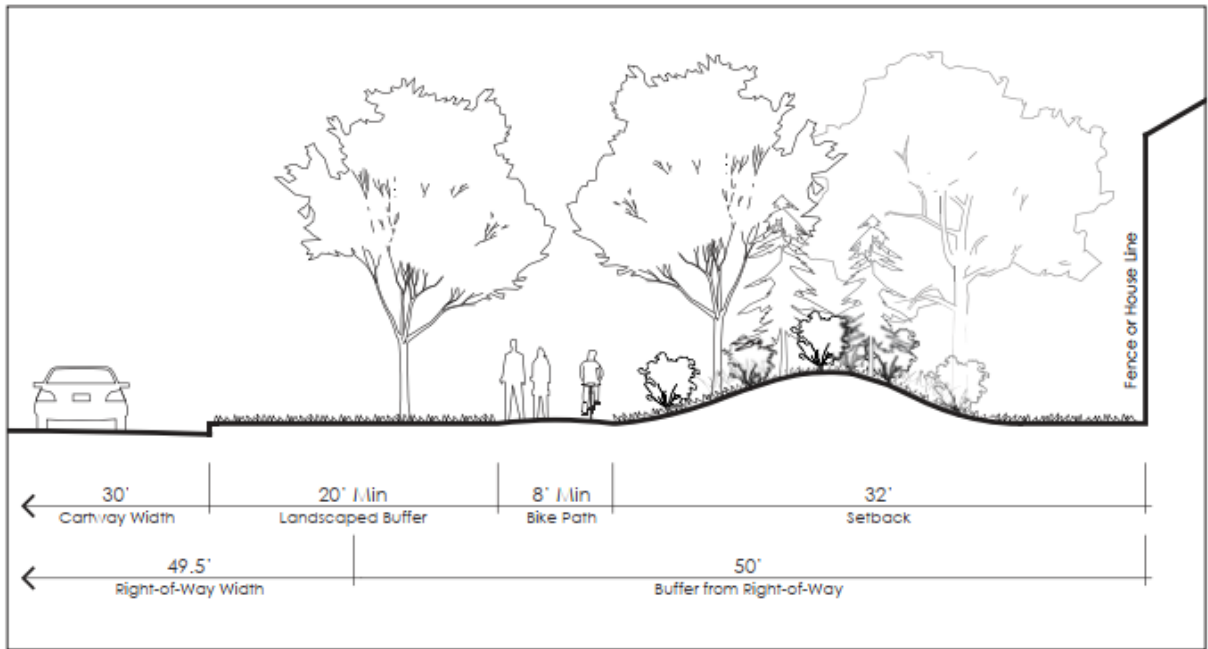 Fence or House Line
30'
Cartway Width
20' Min
Landscaped Buffer
8' Min
Bike Path
32'
Setback
49.5'
Right-of-Way Width
50'
Buffer from Right-of-Way